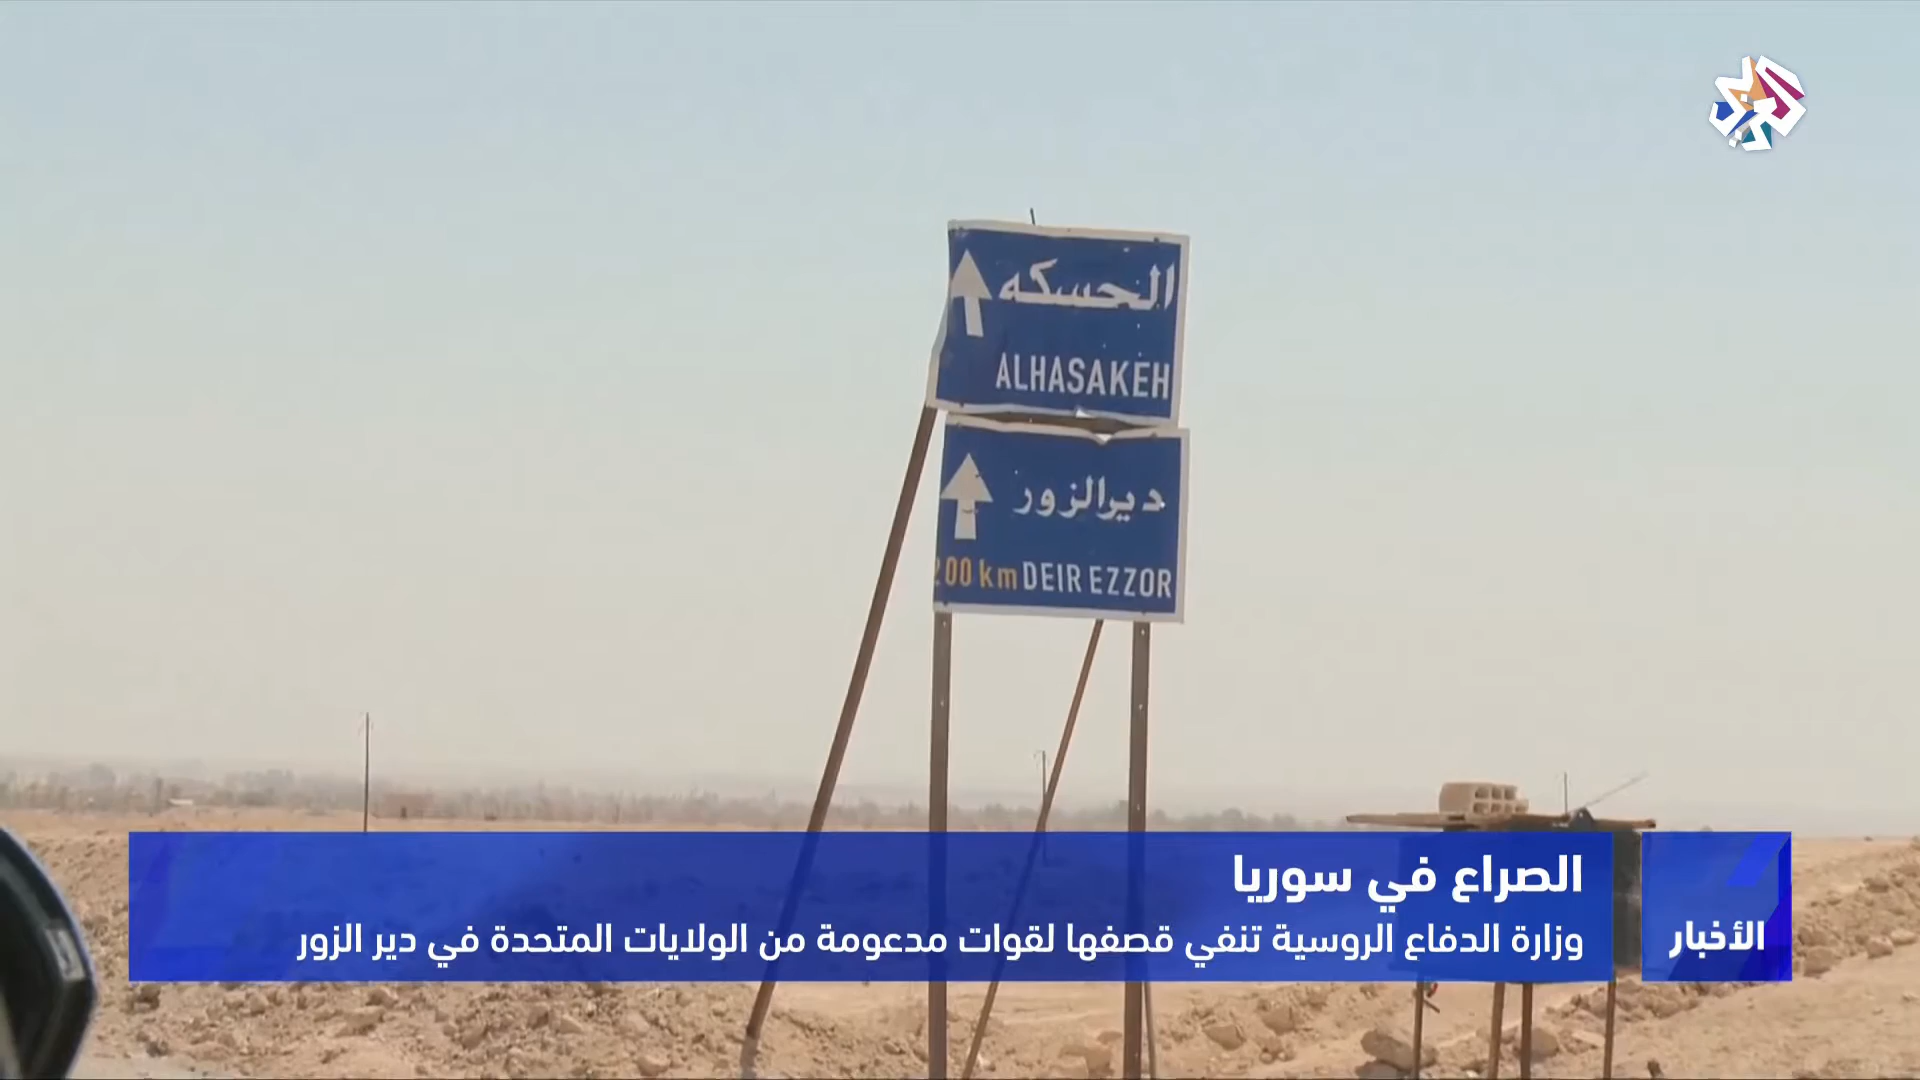 الحسكه
ALHASAKEH
ديرالزور
200 km DEIR EZZOR
الصراع في سوريا
وزارة الدفاع الروسية تنفي قصفها لقوات مدعومة من الولايات المتحدة في دير الزور
الأخبار